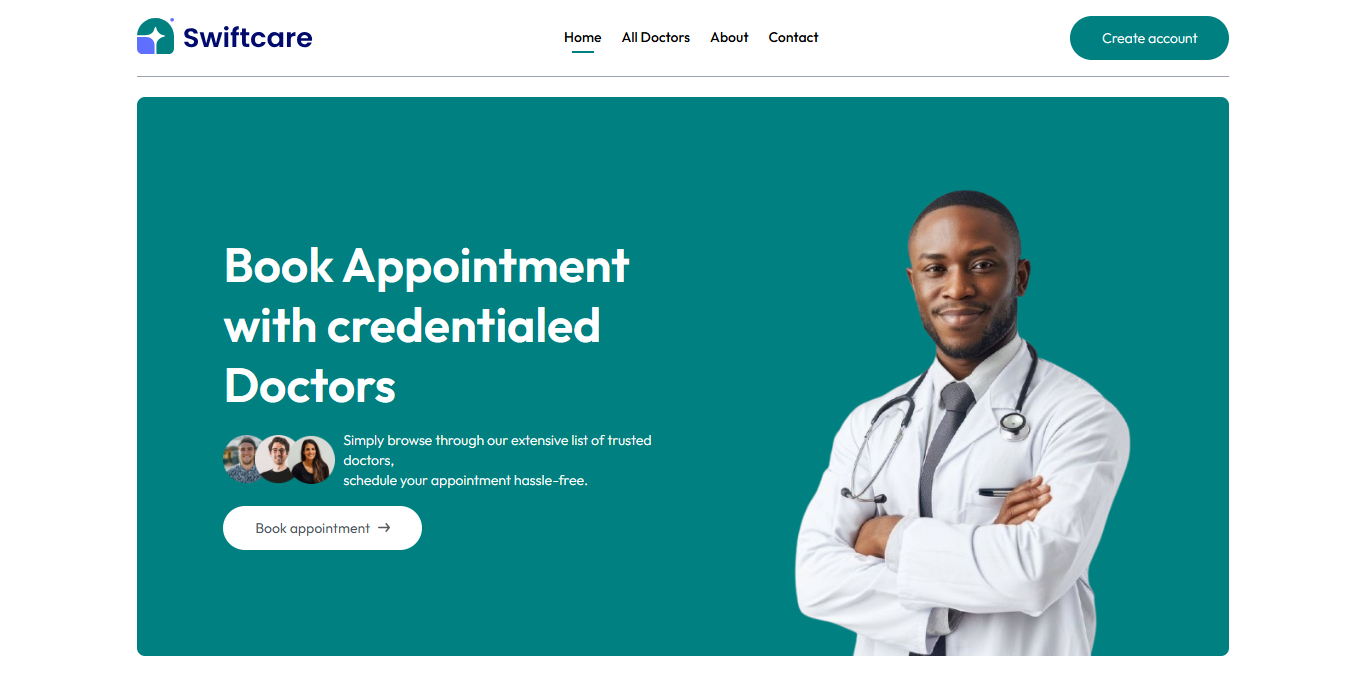 Swiftcare
Home
All Doctors
About
Contact
Create account
Book Appointment
with credentialed
Doctors
Simply browse through our extensive list of trusted
doctors,
schedule your appointment hassle-free.
Book appointment →